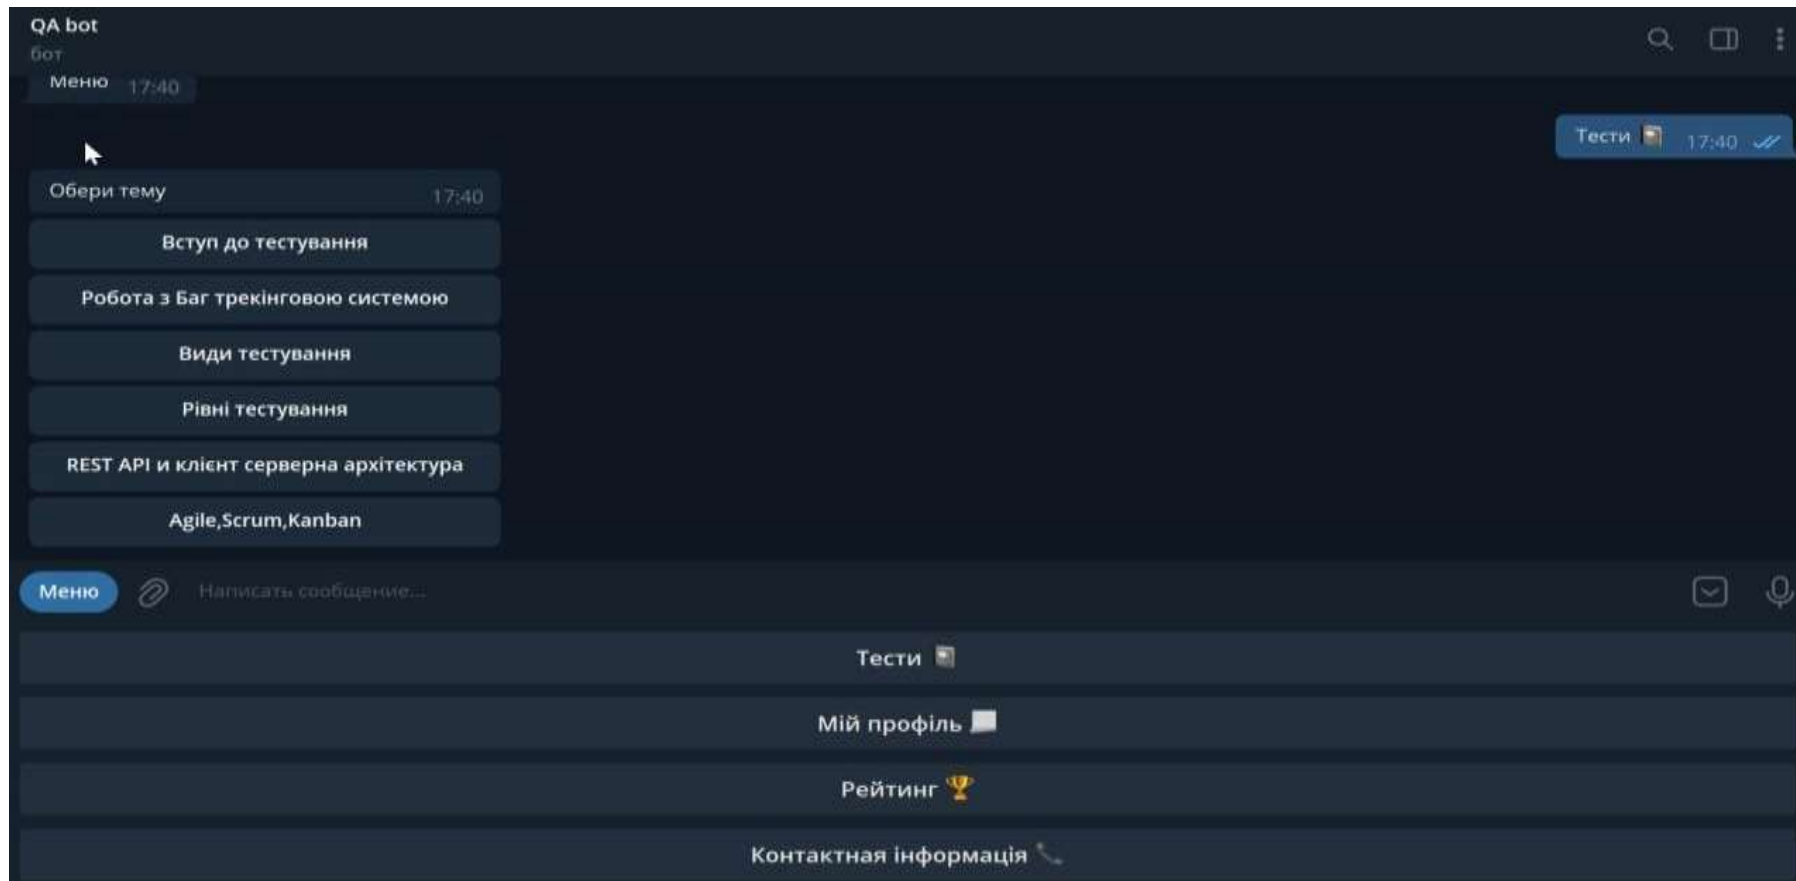 QA bot
бот
Меню 17:40
Тести 17:40
Обери тему 17:40
Вступ до тестування
Робота з Баг трекінговою системою
Види тестування
Рівні тестування
REST API и клієнт серверна архітектура
Agile,Scrum,Kanban
Меню Написать сообщение...
Тести
Мій профіль
Рейтинг
Контактная інформація